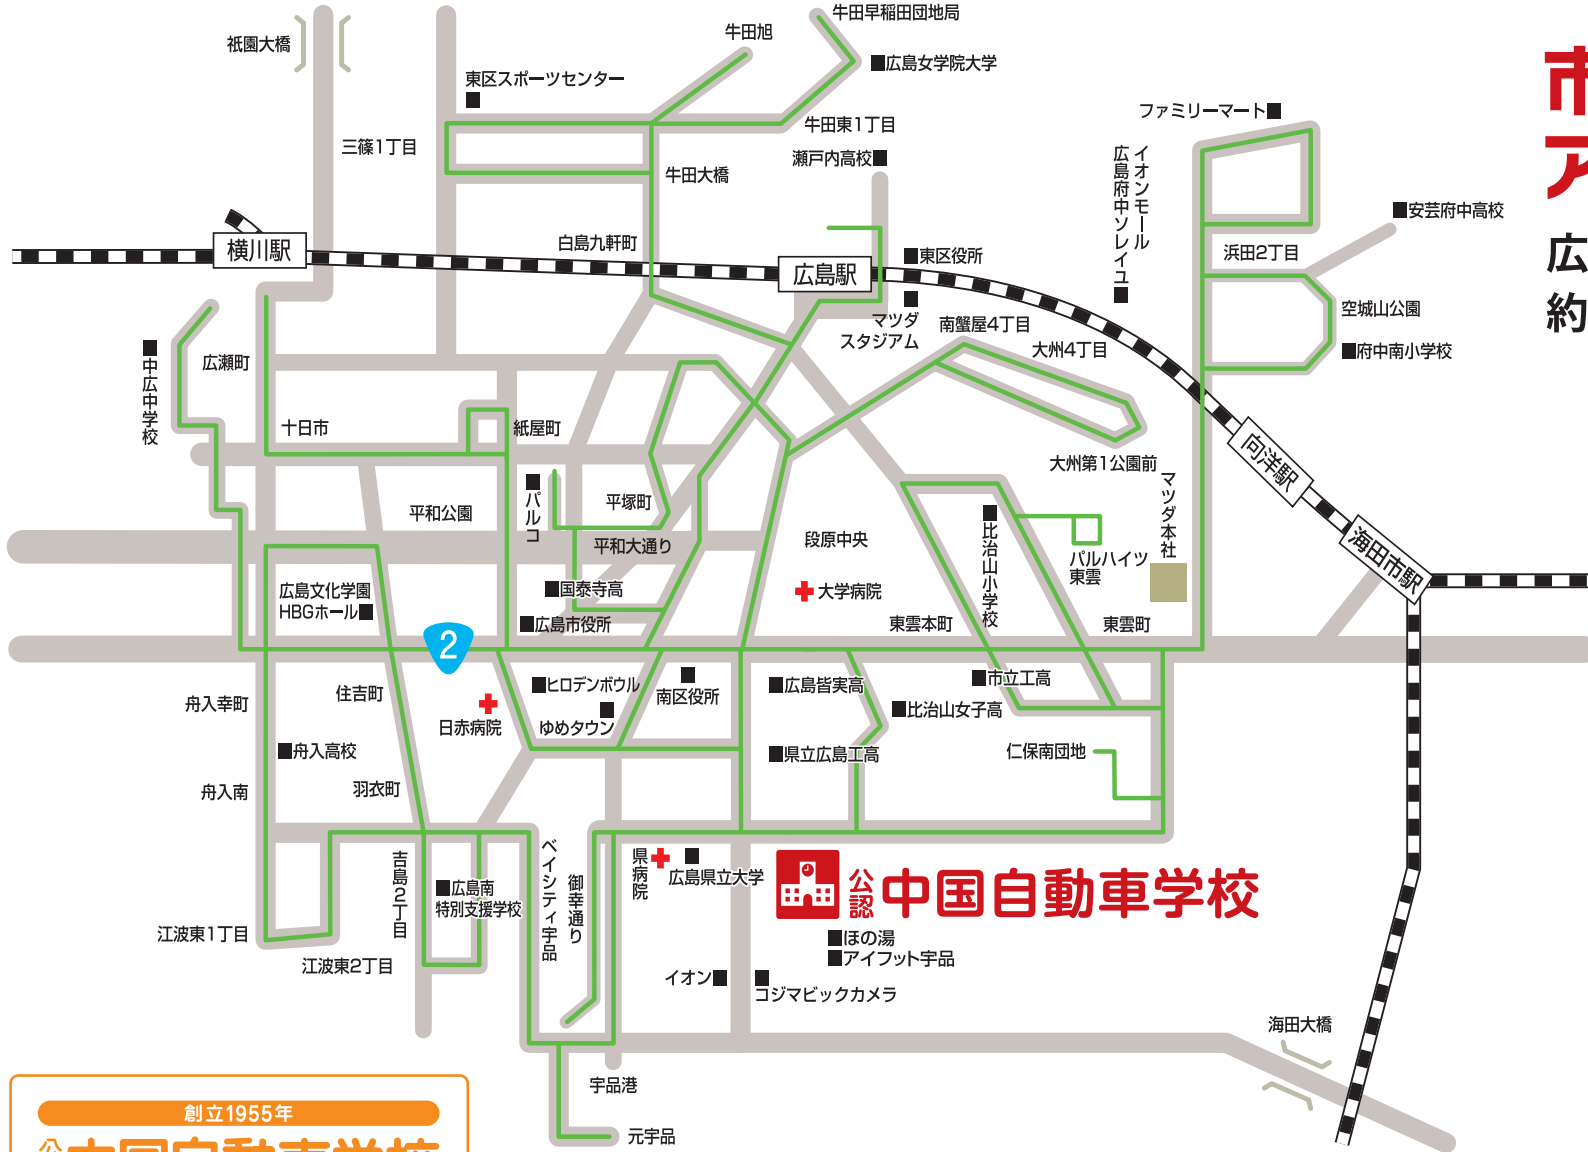 牛田早稲田団地局
牛田旭
祇園大橋
広島女学院大学
東区スポーツセンター
市
ファミリーマート
牛田東1丁目
三篠1丁目
瀬戸内高校
ア
イオンモール
広島府中ソレイユ
牛田大橋
安芸府中高校
白島九軒町
横川駅
東区役所
浜田2丁目
広
広島駅
空城山公園
約
マツダ
スタジアム
南蟹屋4丁目
大州4丁目
府中南小学校
中広中学校
広瀬町
十日市
紙屋町
大州第1公園前
向洋駅
マツダ本社
パルコ
平塚町
平和公園
比治山小学校
段原中央
平和大通り
パルハイツ
東雲
海田市駅
広島文化学園
HBGホール
国泰寺高
大学病院
広島市役所
東雲本町
東雲町
2
市立工高
ヒロデンボウル
南区役所
広島皆実高
住吉町
舟入幸町
比治山女子高
日赤病院
ゆめタウン
舟入高校
県立広島工高
仁保南団地
羽衣町
舟入南
吉島2丁目
ベイシティ宇品
御幸通り
県病院
広島県立大学
公認
中国自動車学校
広島南
特別支援学校
江波東1丁目
ほの湯
アイフット宇品
江波東2丁目
イオン
コジマビックカメラ
海田大橋
宇品港
元宇品
創立1955年
公
中国自動車学校